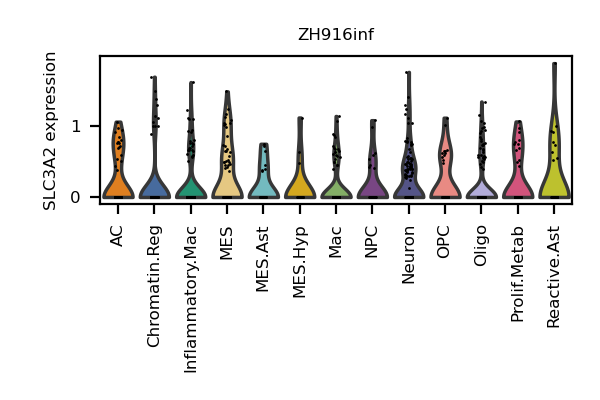 ZH916inf
SLC3A2 expression
1
0
AC
Chromatin.Reg
Inflammatory.Mac
MES
MES.Ast
MES.Hyp
Mac
NPC
Neuron
OPC
Oligo
Prolif.Metab
Reactive.Ast